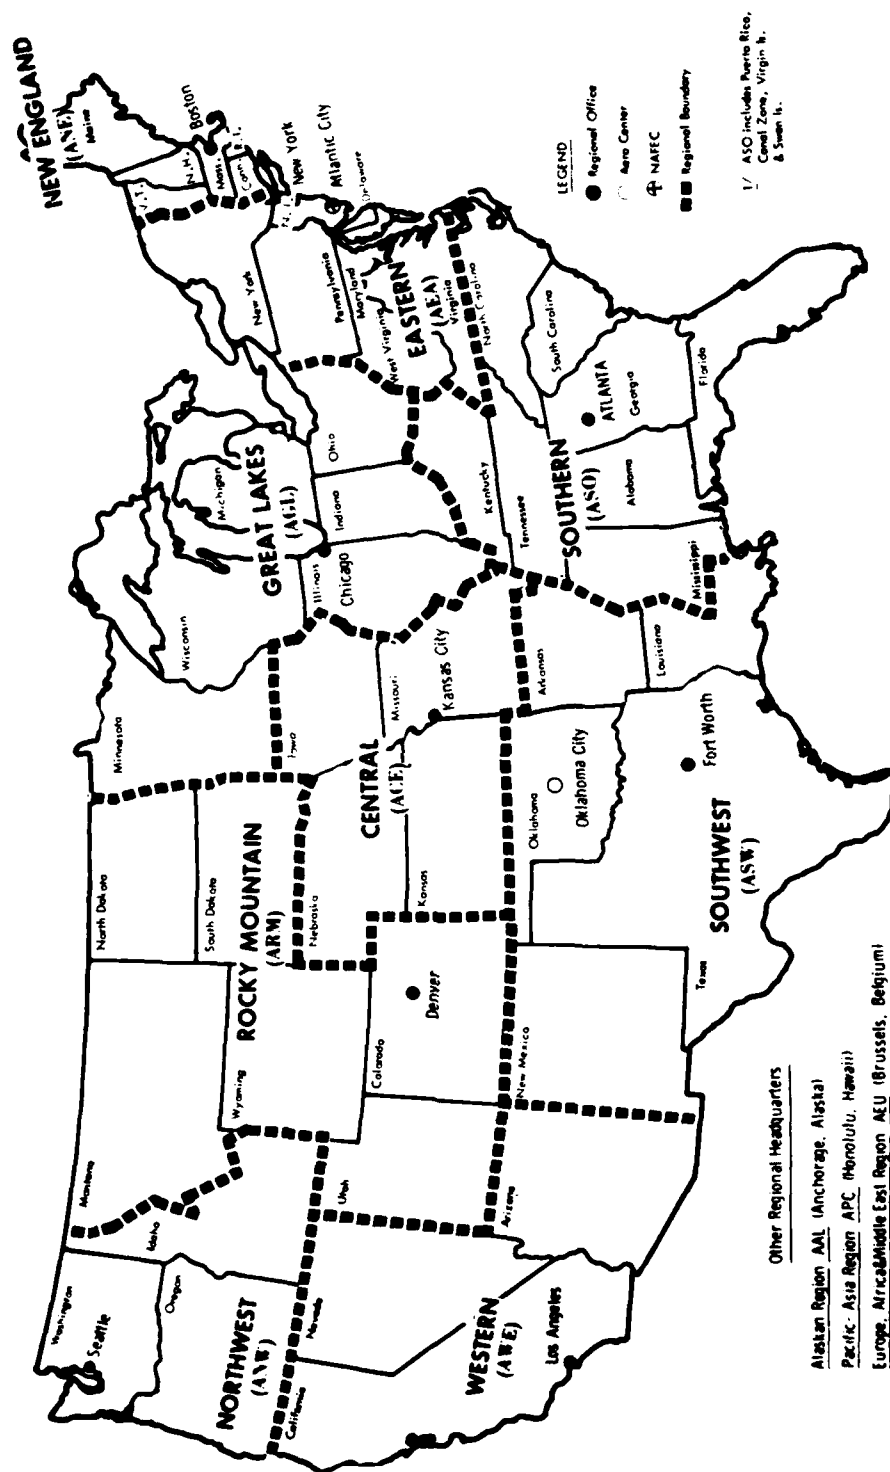 NEW ENGLAND
(ANE)
Maine
V.T.
N.H.
Boston
Mass.
Conn.
R.I.
New York
New York
N.J.
Atlantic City
Delaware
Pennsylvania
Maryland
EASTERN
(AEA)
West Virginia
Virginia
North Carolina
GREAT LAKES
(AGL)
Michigan
Ohio
Indiana
Illinois
Chicago
Wisconsin
Minnesota
Kentucky
Tennessee
SOUTHERN
(ASO)
South Carolina
ATLANTA
Georgia
Alabama
Florida
Mississippi
CENTRAL
(ACE)
Iowa
Missouri
Kansas City
Nebraska
Kansas
ROCKY MOUNTAIN
(ARM)
North Dakota
South Dakota
Montana
Wyoming
Colorado
Denver
Utah
SOUTHWEST
(ASW)
Arkansas
Louisiana
Oklahoma
Oklahoma City
Fort Worth
Texas
New Mexico
NORTHWEST
(ANW)
Washington
Seattle
Oregon
Idaho
WESTERN
(AWE)
California
Nevada
Arizona
Los Angeles
LEGEND
Regional Office
Aero Center
NAFEC
Regional Boundary
1/ ASO includes Puerto Rico,
Canal Zone, Virgin Is.
& Swan Is.
Other Regional Headquarters
Alaskan Region AAL (Anchorage, Alaska)
Pacific- Asia Region APC (Honolulu, Hawaii)
Europe, Africa&Middle East Region AEU (Brussels, Belgium)